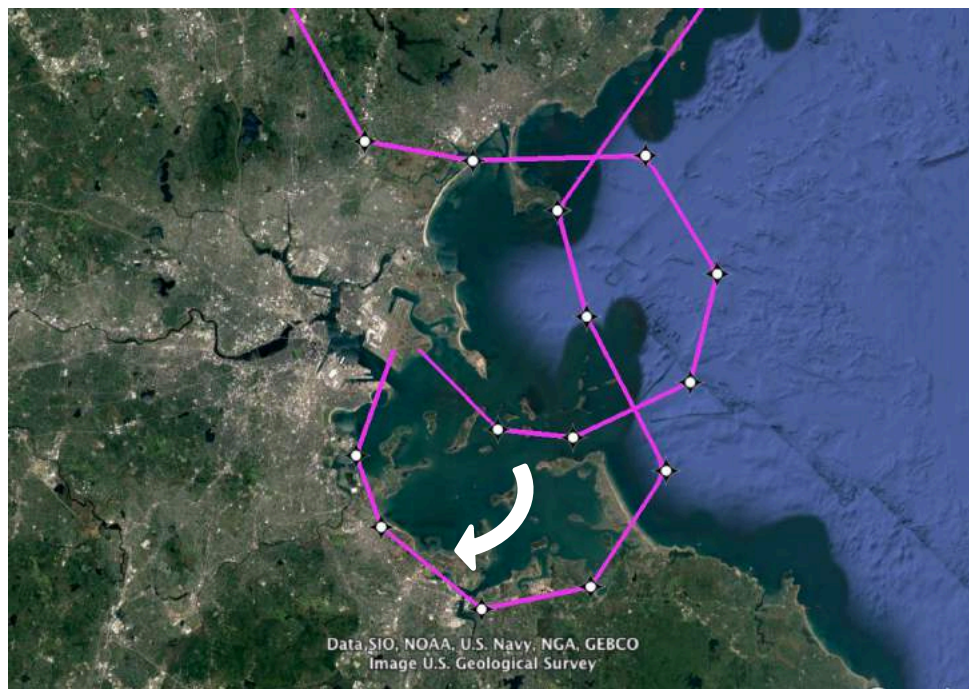 Data SIO, NOAA, U.S. Navy, NGA, GEBCO
Image U.S. Geological Survey